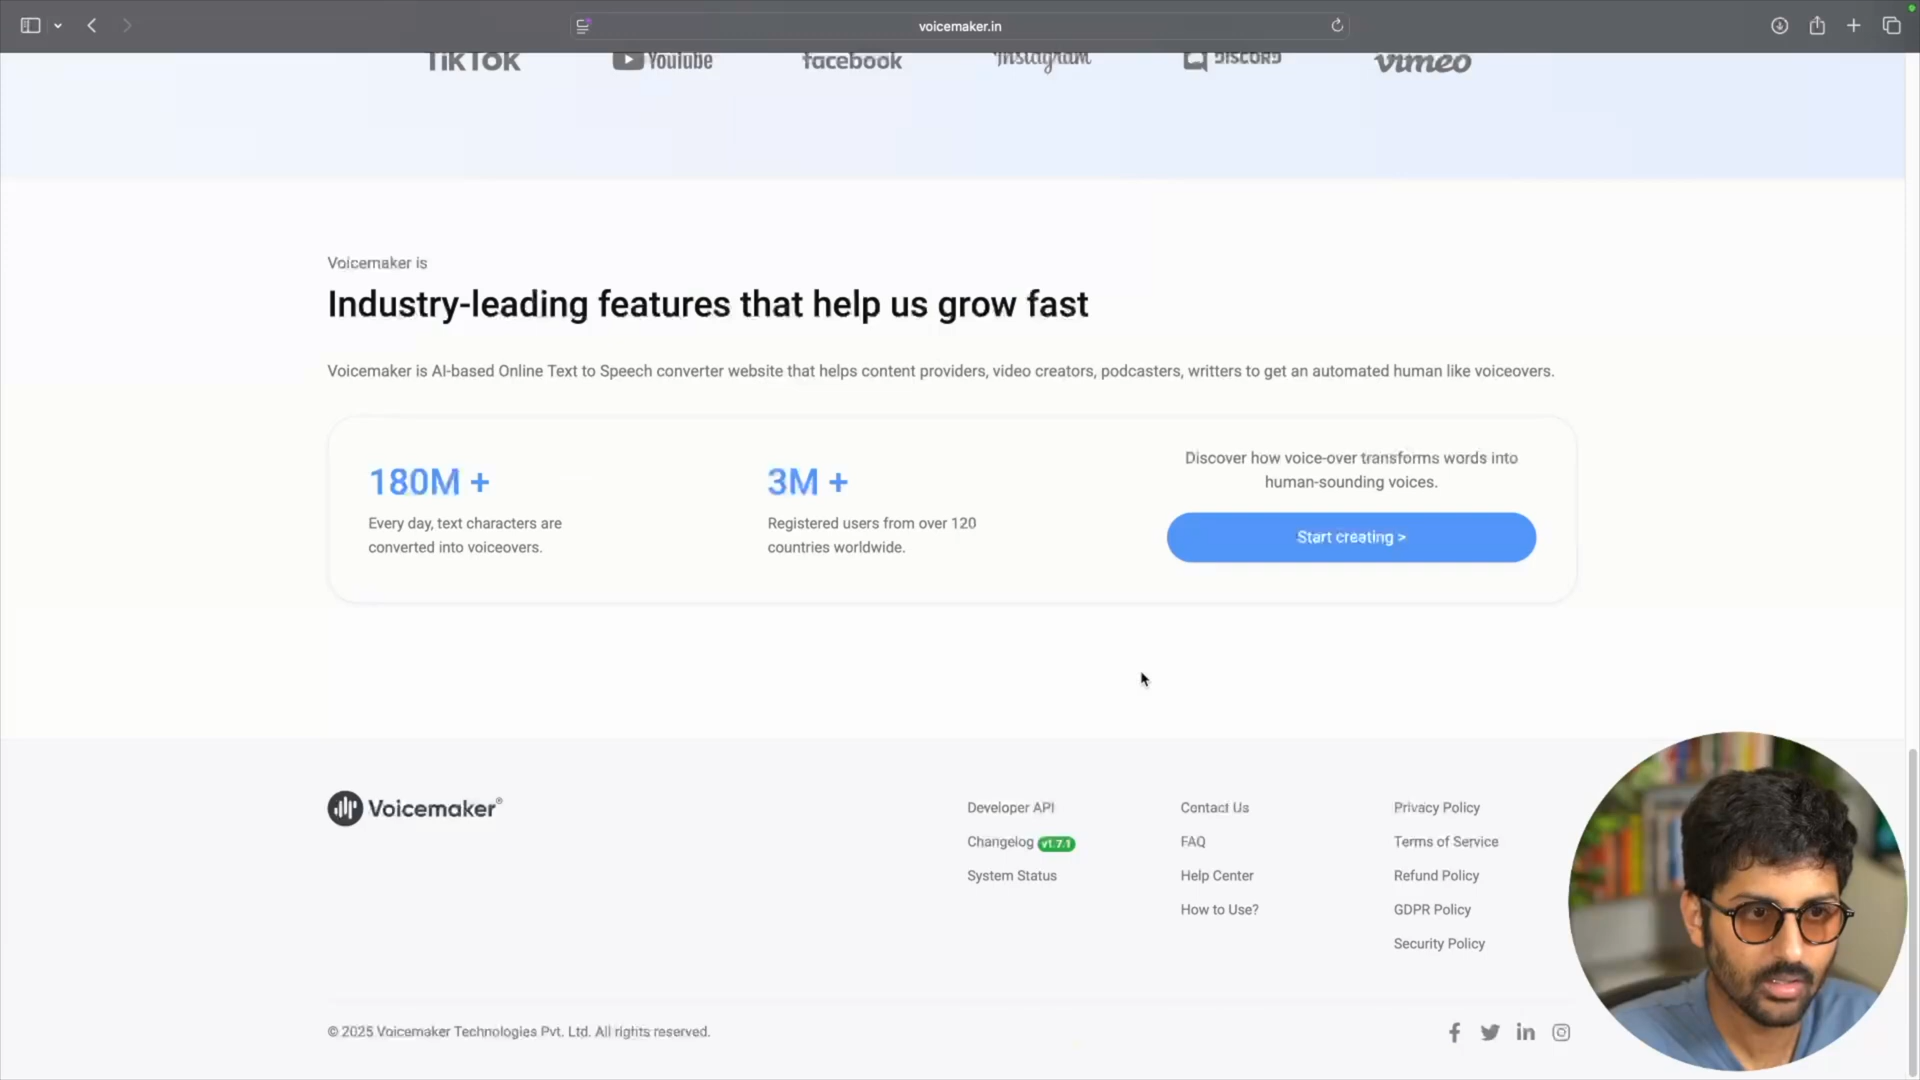 voicemaker.in
TikTok YouTube facebook Instagram DISCORD vimeo
Voicemaker is
Industry-leading features that help us grow fast
Voicemaker is AI-based Online Text to Speech converter website that helps content providers, video creators, podcasters, writters to get an automated human like voiceovers.
180M +
Every day, text characters are
converted into voiceovers.
3M +
Registered users from over 120
countries worldwide.
Discover how voice-over transforms words into
human-sounding voices.
Start creating >
Voicemaker®
Developer API
Changelog v1.7.1
System Status
Contact Us
FAQ
Help Center
How to Use?
Privacy Policy
Terms of Service
Refund Policy
GDPR Policy
Security Policy
© 2025 Voicemaker Technologies Pvt. Ltd. All rights reserved.